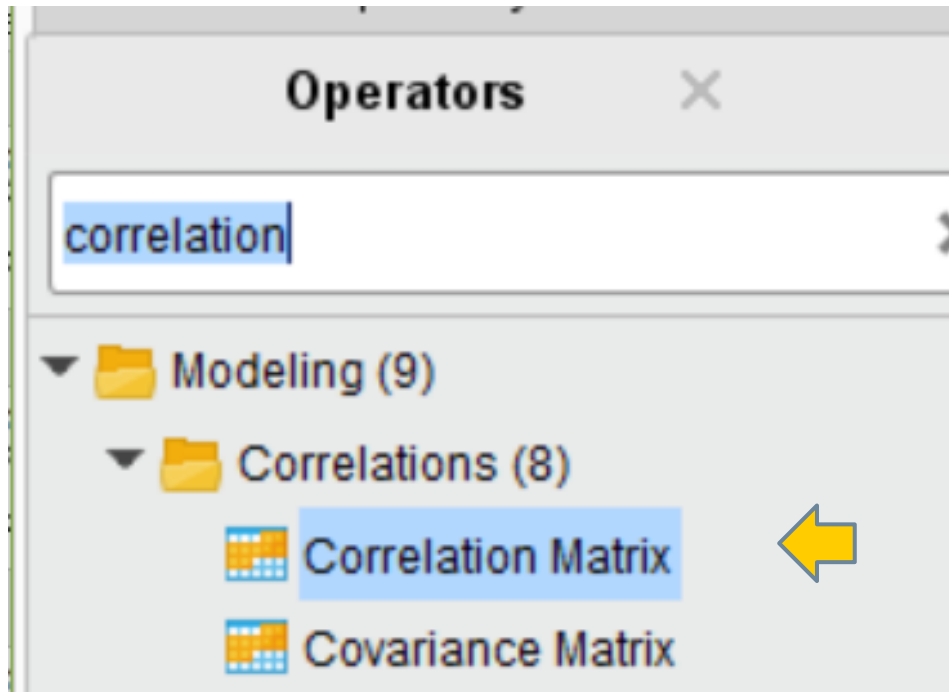 Operators
correlation
Modeling (9)
Correlations (8)
Correlation Matrix
Covariance Matrix